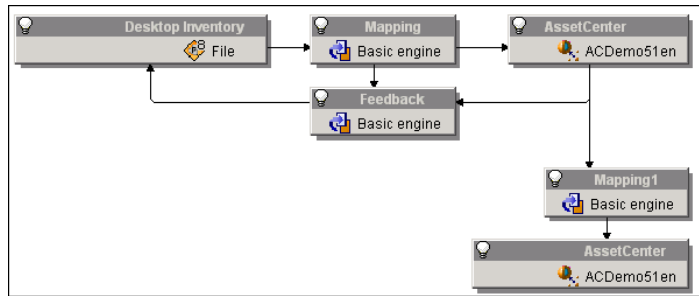 Desktop Inventory
File
Mapping
Basic engine
AssetCenter
ACDemo51en
Feedback
Basic engine
Mapping1
Basic engine
AssetCenter
ACDemo51en